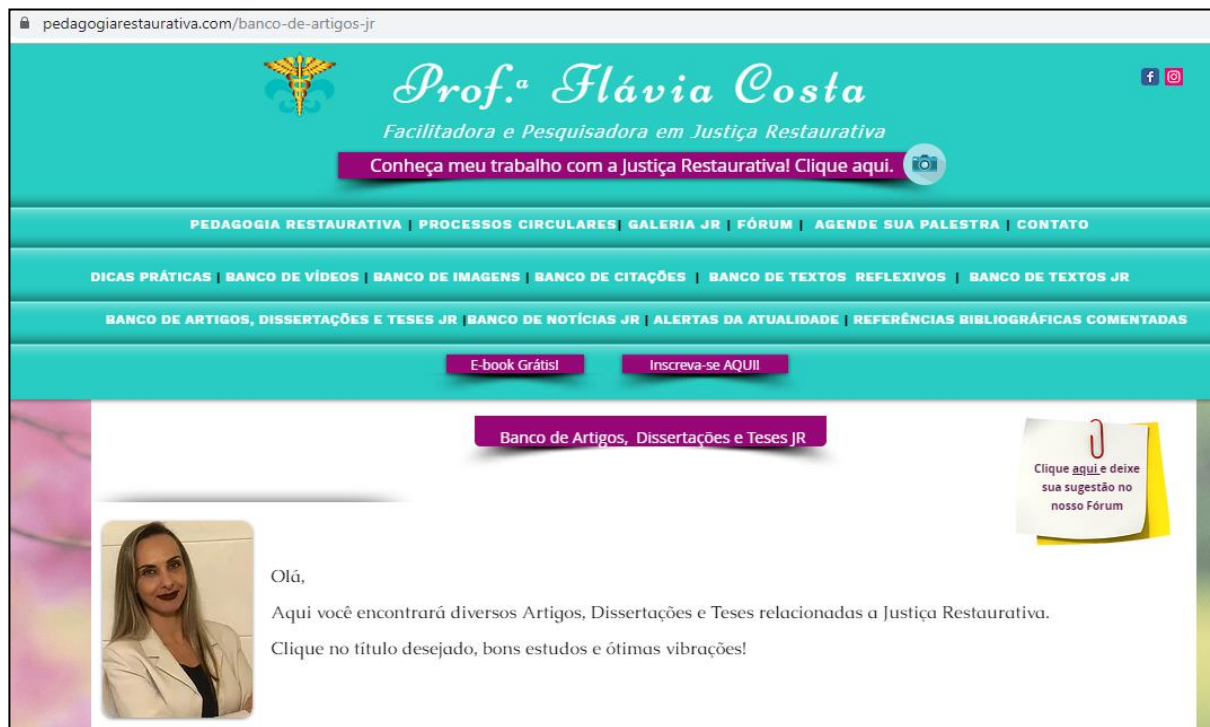 pedagogiarestaurativa.com/banco-de-artigos-jr
Prof.ª Flávia Costa
Facilitadora e Pesquisadora em Justiça Restaurativa
Conheça meu trabalho com a Justiça Restaurativa! Clique aqui.
PEDAGOGIA RESTAURATIVA | PROCESSOS CIRCULARES| GALERIA JR | FÓRUM | AGENDE SUA PALESTRA | CONTATO
DICAS PRÁTICAS | BANCO DE VÍDEOS | BANCO DE IMAGENS | BANCO DE CITAÇÕES | BANCO DE TEXTOS REFLEXIVOS | BANCO DE TEXTOS JR
BANCO DE ARTIGOS, DISSERTAÇÕES E TESES JR |BANCO DE NOTÍCIAS JR | ALERTAS DA ATUALIDADE | REFERÊNCIAS BIBLIOGRÁFICAS COMENTADAS
E-book Grátis! Inscreva-se AQUI!
Banco de Artigos, Dissertações e Teses JR
Clique aqui e deixe
sua sugestão no
nosso Fórum
Olá,
Aqui você encontrará diversos Artigos, Dissertações e Teses relacionadas a Justiça Restaurativa.
Clique no título desejado, bons estudos e ótimas vibrações!